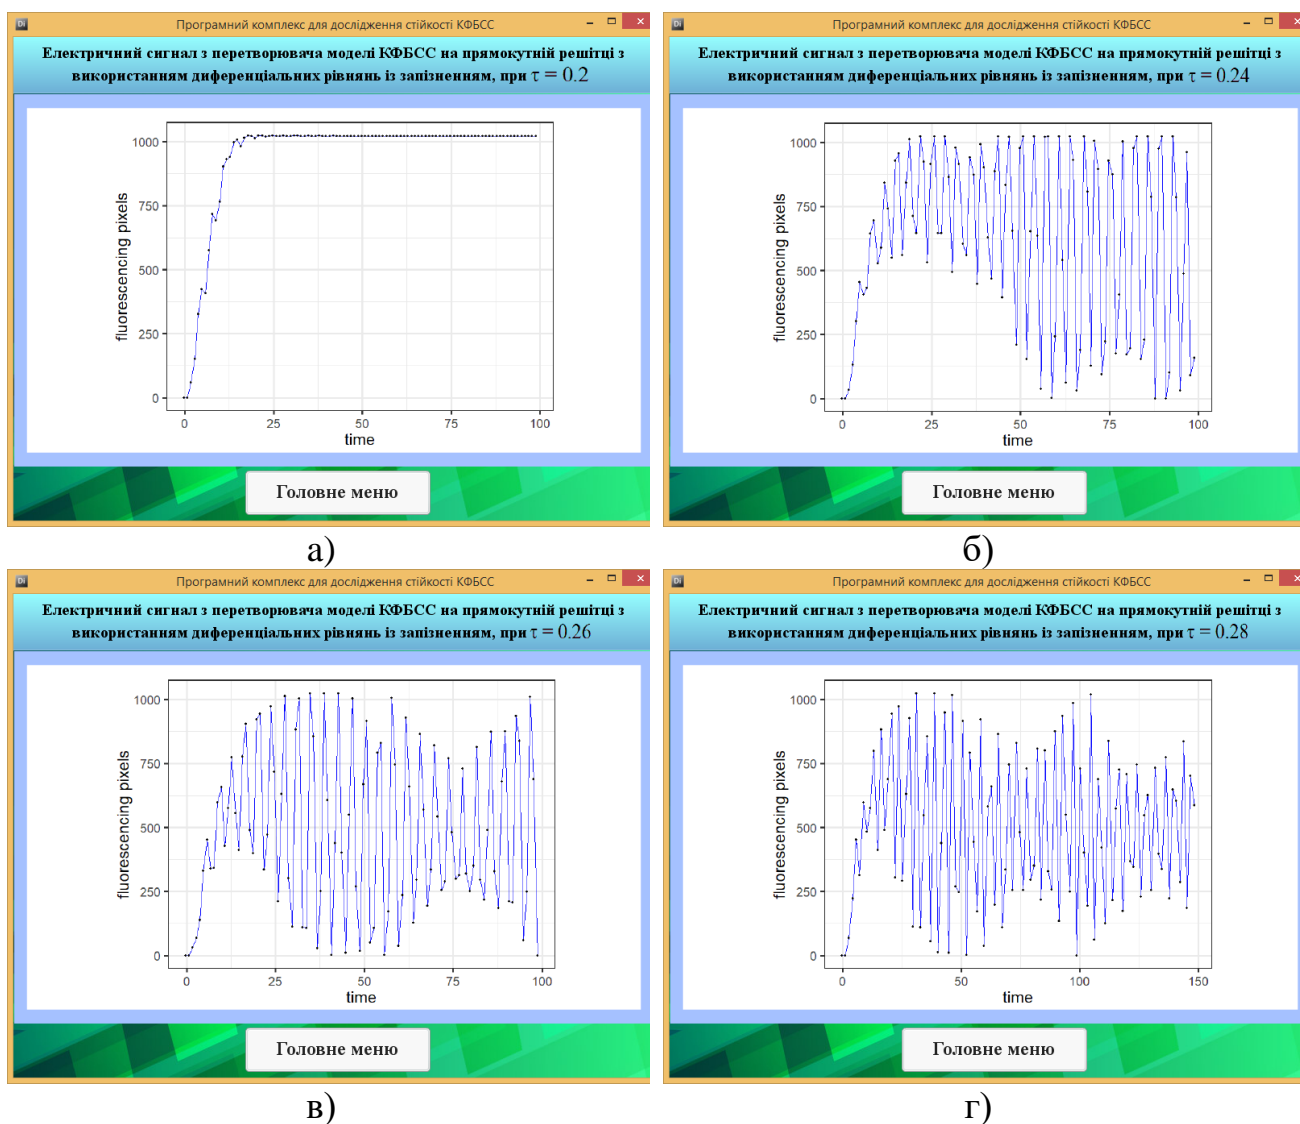 Програмний комплекс для дослідження стійкості КФБСС
Електричний сигнал з перетворювача моделі КФБСС на прямокутній решітці з
використанням диференціальних рівнянь із запізненням, при τ = 0.2
1000
750
500
250
0
fluorescencing pixels
0 25 50 75 100
time
Головне меню
а)
Програмний комплекс для дослідження стійкості КФБСС
Електричний сигнал з перетворювача моделі КФБСС на прямокутній решітці з
використанням диференціальних рівнянь із запізненням, при τ = 0.24
1000
750
500
250
0
fluorescencing pixels
0 25 50 75 100
time
Головне меню
б)
Програмний комплекс для дослідження стійкості КФБСС
Електричний сигнал з перетворювача моделі КФБСС на прямокутній решітці з
використанням диференціальних рівнянь із запізненням, при τ = 0.26
1000
750
500
250
0
fluorescencing pixels
0 25 50 75 100
time
Головне меню
в)
Програмний комплекс для дослідження стійкості КФБСС
Електричний сигнал з перетворювача моделі КФБСС на прямокутній решітці з
використанням диференціальних рівнянь із запізненням, при τ = 0.28
1000
750
500
250
0
fluorescencing pixels
0 50 100 150
time
Головне меню
г)